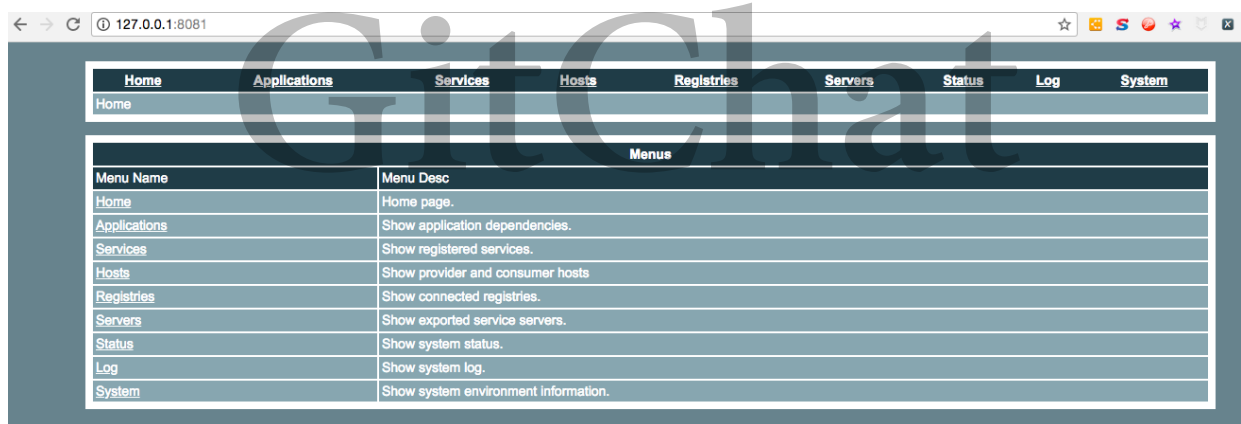 127.0.0.1:8081
GitChat
Home Applications Services Hosts Registries Servers Status Log System
Home
Menus
Menu Name Menu Desc
Home Home page.
Applications Show application dependencies.
Services Show registered services.
Hosts Show provider and consumer hosts
Registries Show connected registries.
Servers Show exported service servers.
Status Show system status.
Log Show system log.
System Show system environment information.